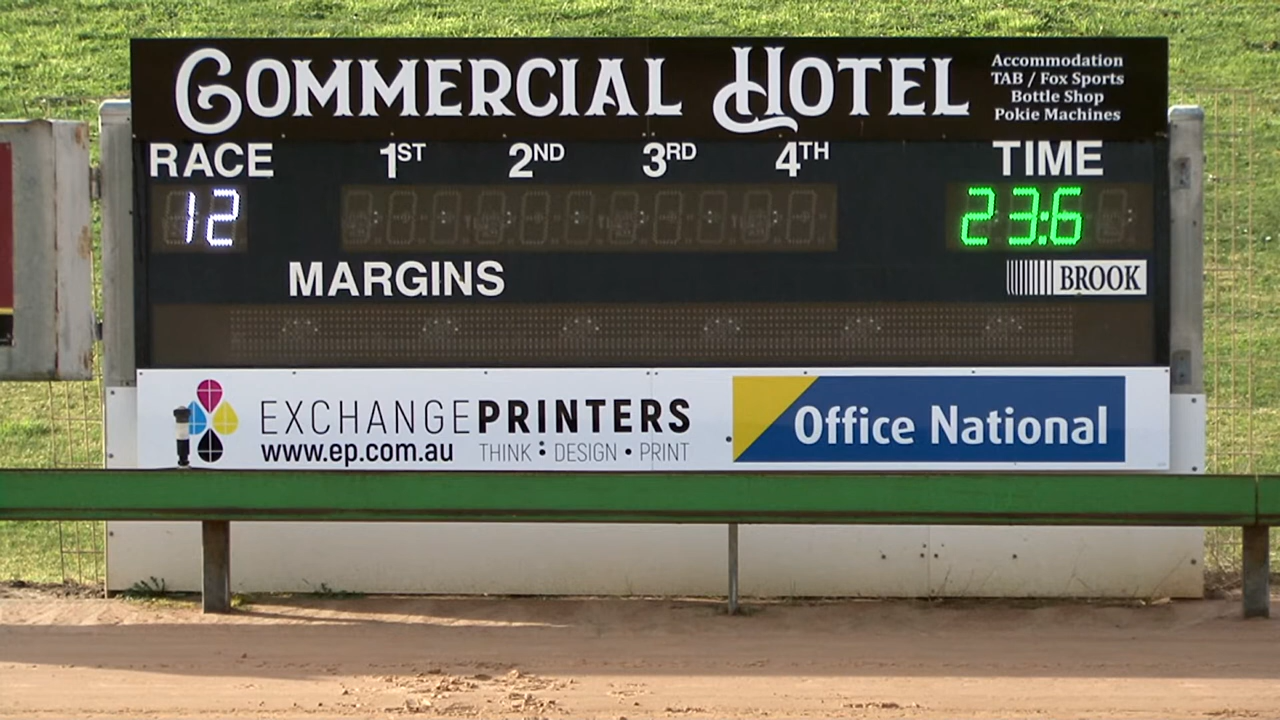 COMMERCIAL HOTEL
Accommodation
TAB / Fox Sports
Bottle Shop
Pokie Machines
RACE 1ST 2ND 3RD 4TH TIME
12 23:6
MARGINS
BROOK
EXCHANGEPRINTERS
www.ep.com.au THINK : DESIGN • PRINT
Office National